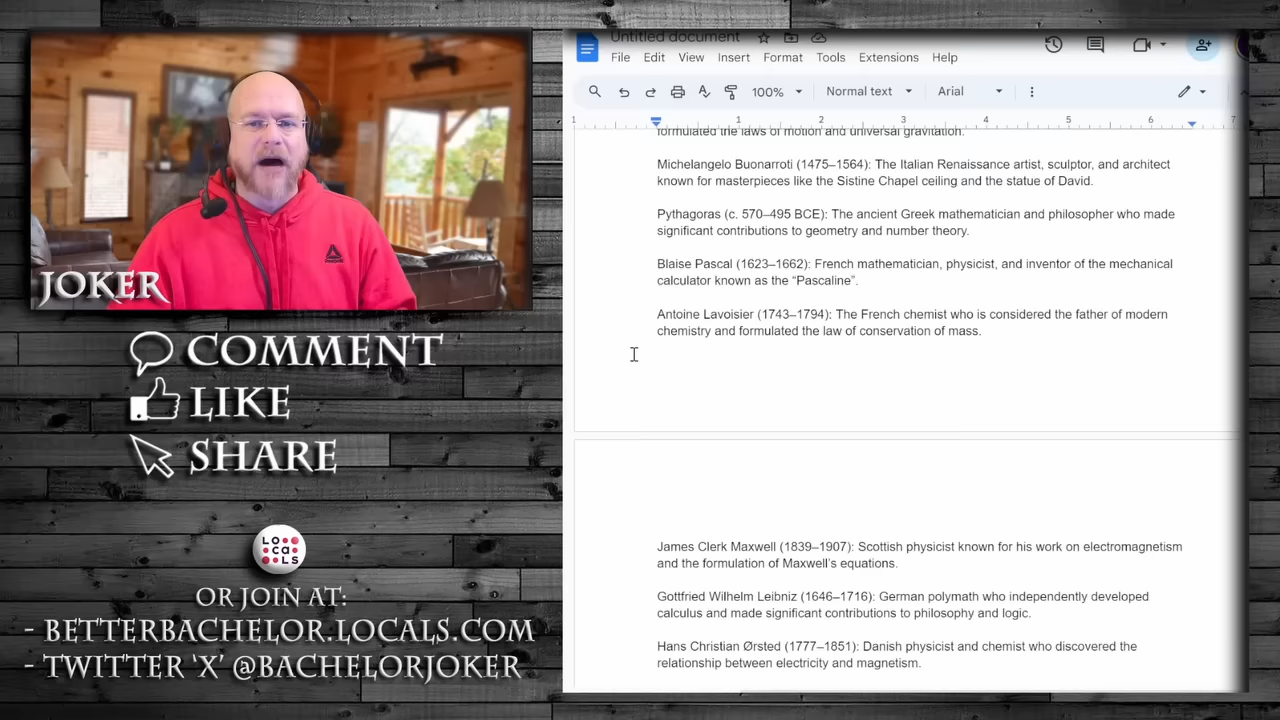 JOKER
COMMENT
LIKE
SHARE
LOCALS
OR JOIN AT:
- BETTERBACHELOR.LOCALS.COM
- TWITTER 'X' @BACHELORJOKER
Untitled document
File Edit View Insert Format Tools Extensions Help
100% Normal text Arial
1 1 2 3 4 5 6 7
formulated the laws of motion and universal gravitation.
Michelangelo Buonarroti (1475–1564): The Italian Renaissance artist, sculptor, and architect
known for masterpieces like the Sistine Chapel ceiling and the statue of David.
Pythagoras (c. 570–495 BCE): The ancient Greek mathematician and philosopher who made
significant contributions to geometry and number theory.
Blaise Pascal (1623–1662): French mathematician, physicist, and inventor of the mechanical
calculator known as the “Pascaline”.
Antoine Lavoisier (1743–1794): The French chemist who is considered the father of modern
chemistry and formulated the law of conservation of mass.
James Clerk Maxwell (1839–1907): Scottish physicist known for his work on electromagnetism
and the formulation of Maxwell’s equations.
Gottfried Wilhelm Leibniz (1646–1716): German polymath who independently developed
calculus and made significant contributions to philosophy and logic.
Hans Christian Ørsted (1777–1851): Danish physicist and chemist who discovered the
relationship between electricity and magnetism.